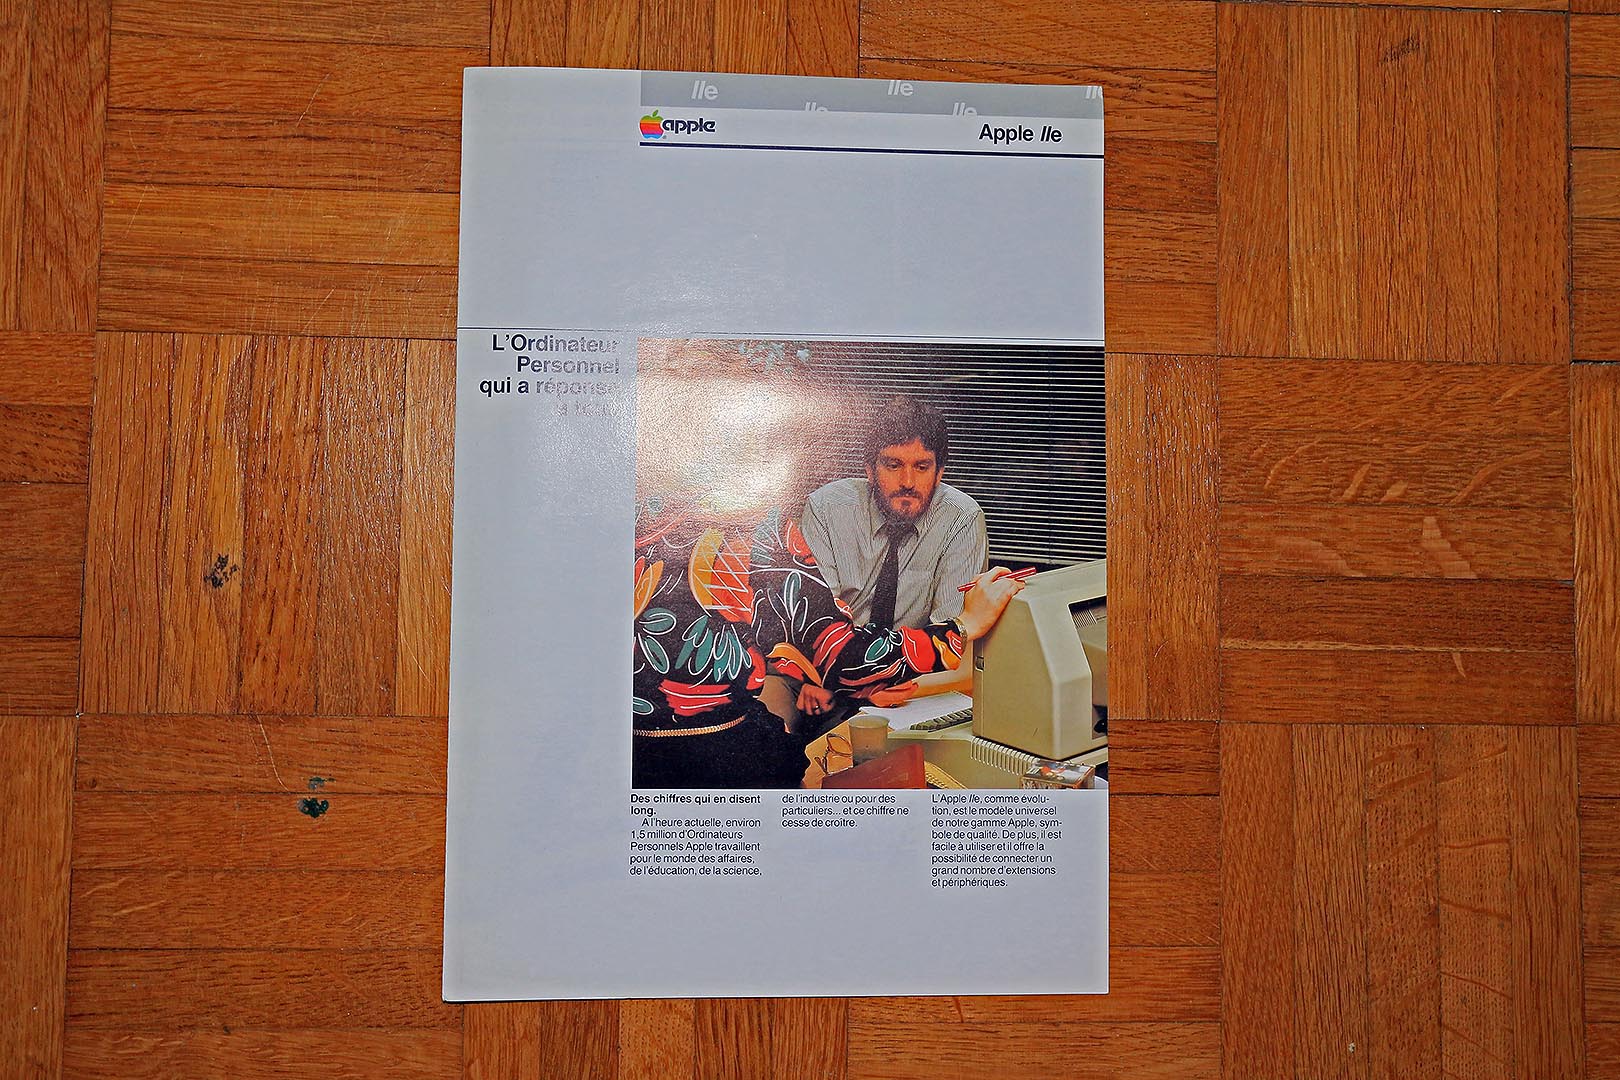 IIe
IIe
IIe
IIe
apple
Apple IIe
L'Ordinateur
Personnel
qui a réponse
à tout.
Des chiffres qui en disent
long.
A l'heure actuelle, environ
1,5 million d'Ordinateurs
Personnels Apple travaillent
pour le monde des affaires,
de l'éducation, de la science,
de l'industrie ou pour des
particuliers... et ce chiffre ne
cesse de croître.
L'Apple IIe, comme évolu-
tion, est le modèle universel
de notre gamme Apple, sym-
bole de qualité. De plus, il est
facile à utiliser et il offre la
possibilité de connecter un
grand nombre d'extensions
et périphériques.